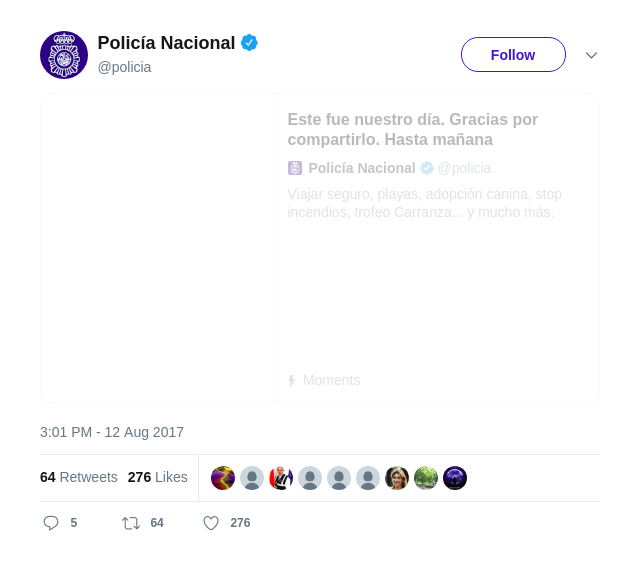 Policía Nacional
@policia
Follow
Este fue nuestro día. Gracias por
compartirlo. Hasta mañana
Policía Nacional @policia
Viajar seguro, playas, adopción canina, stop
incendios, trofeo Carranza... y mucho más.
Moments
3:01 PM - 12 Aug 2017
64 Retweets 276 Likes
5 64 276